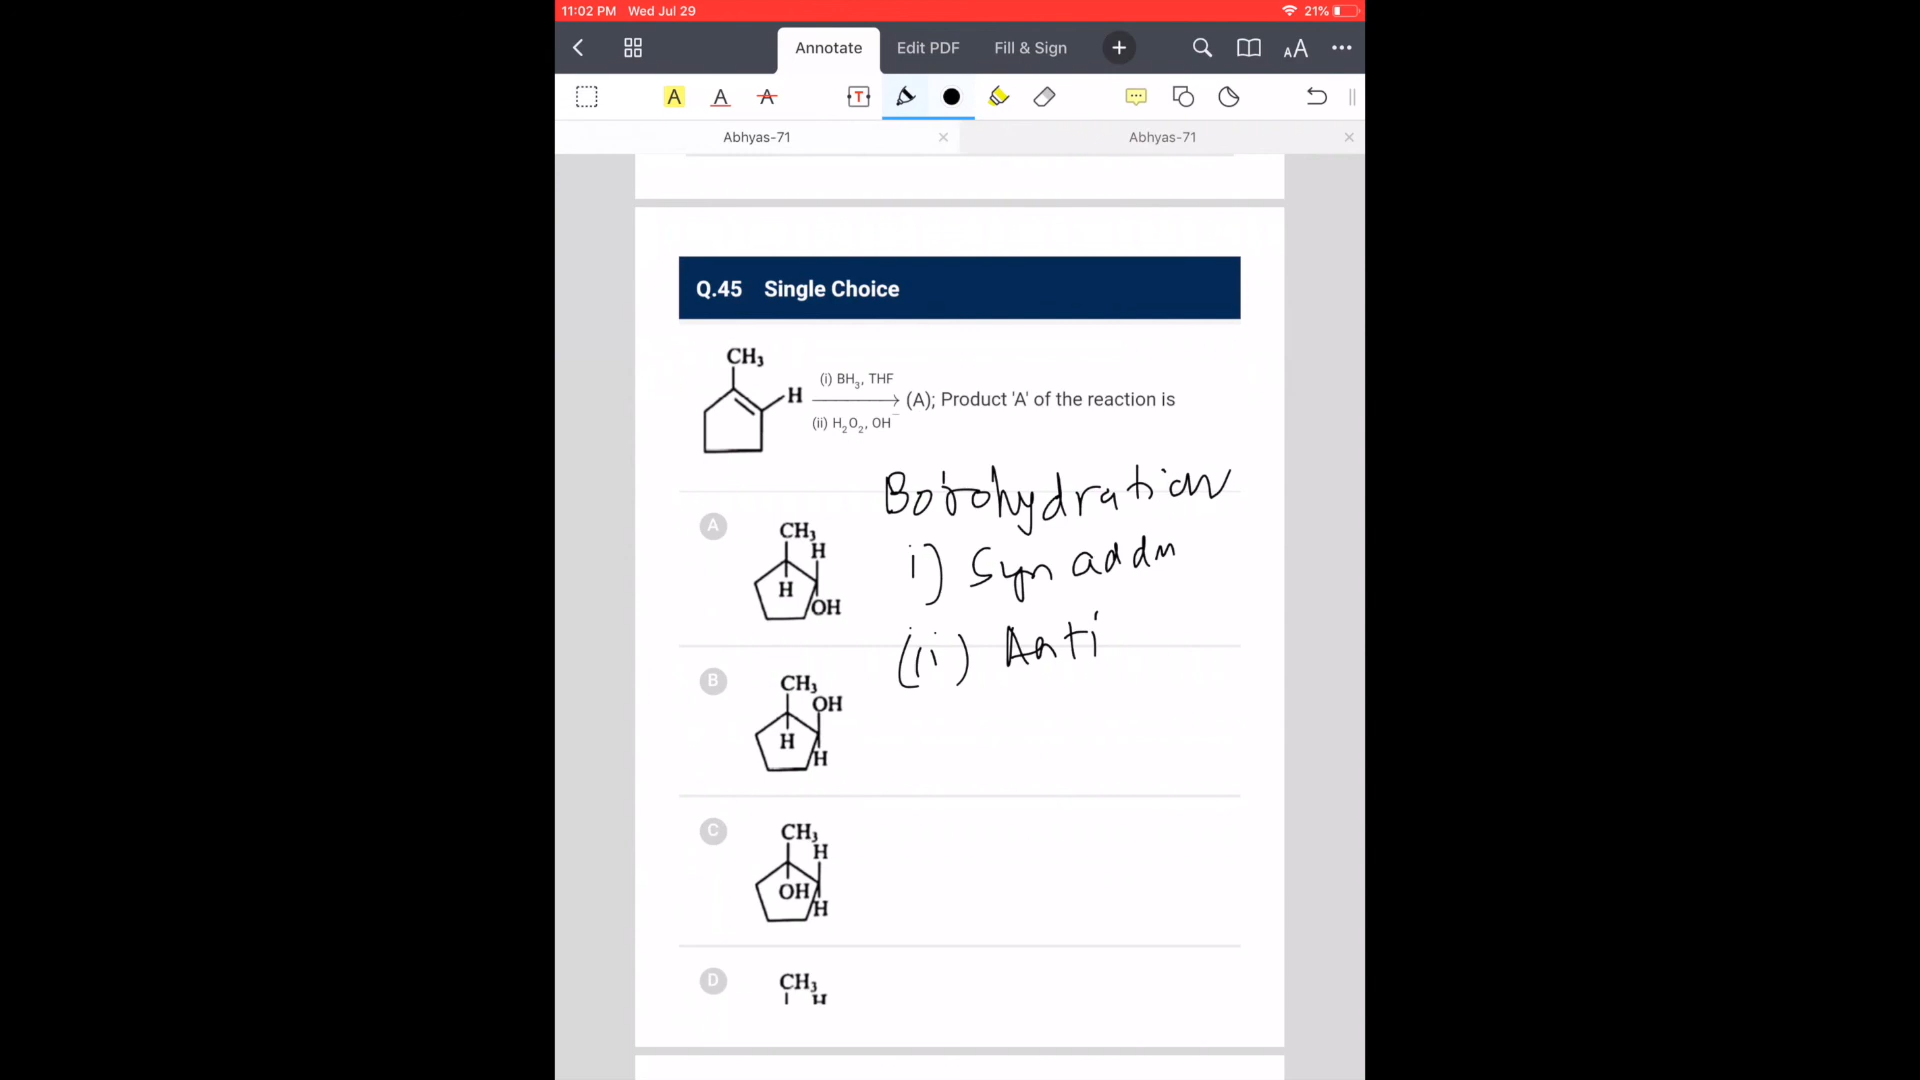 11:02 PM Wed Jul 29
21%
Annotate Edit PDF Fill & Sign
AA
A A A T
Abhyas-71
Abhyas-71
Q.45 Single Choice
CH₃
H
(i) BH₃, THF
(A); Product 'A' of the reaction is
(ii) H₂O₂, OH⁻
Borohydration
i) Syn addn
(ii) Anti
A
CH₃
H
H
OH
B
CH₃
OH
H
H
C
CH₃
H
OH
H
D
CH₃
H